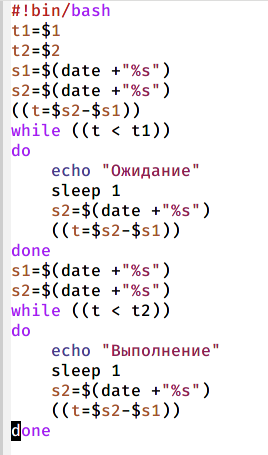 #!bin/bash
t1=$1
t2=$2
s1=$(date +"%s")
s2=$(date +"%s")
((t=$s2-$s1))
while ((t < t1))
do
    echo "Ожидание"
    sleep 1
    s2=$(date +"%s")
    ((t=$s2-$s1))
done
s1=$(date +"%s")
s2=$(date +"%s")
while ((t < t2))
do
    echo "Выполнение"
    sleep 1
    s2=$(date +"%s")
    ((t=$s2-$s1))
done